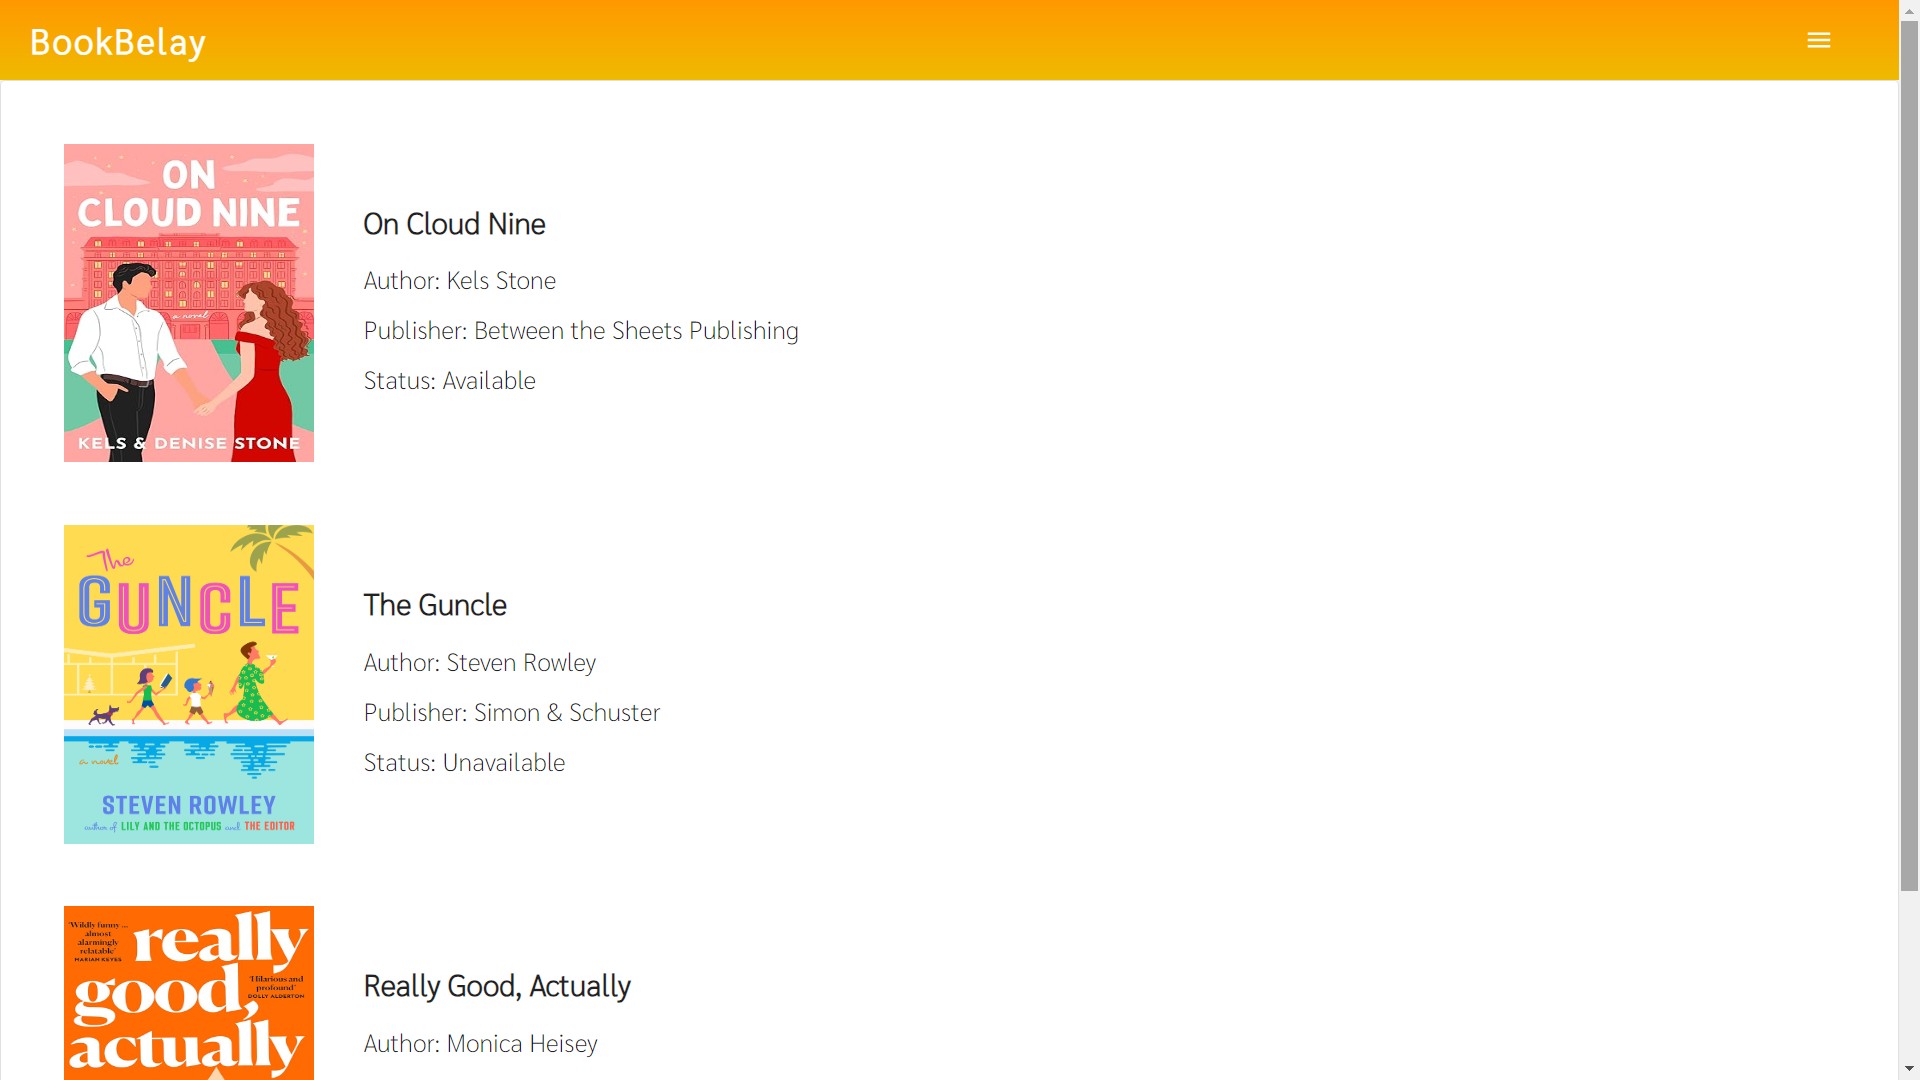 BookBelay
ON
CLOUD NINE
a novel
KELS & DENISE STONE
On Cloud Nine
Author: Kels Stone
Publisher: Between the Sheets Publishing
Status: Available
The
GUNCLE
a novel
STEVEN ROWLEY
author of LILY AND THE OCTOPUS and THE EDITOR
The Guncle
Author: Steven Rowley
Publisher: Simon & Schuster
Status: Unavailable
'Wildly funny ...
almost
alarmingly
relatable'
MARIAN KEYES
really
good,
actually
'Hilarious and
profound'
DOLLY ALDERTON
Really Good, Actually
Author: Monica Heisey